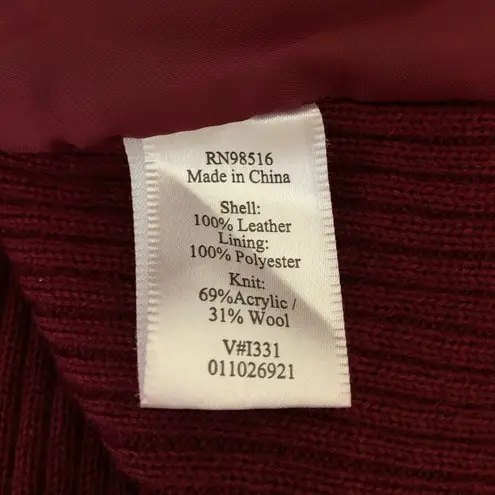 RN98516
Made in China
Shell:
100% Leather
Lining:
100% Polyester
Knit:
69%Acrylic /
31% Wool
V#I331
011026921